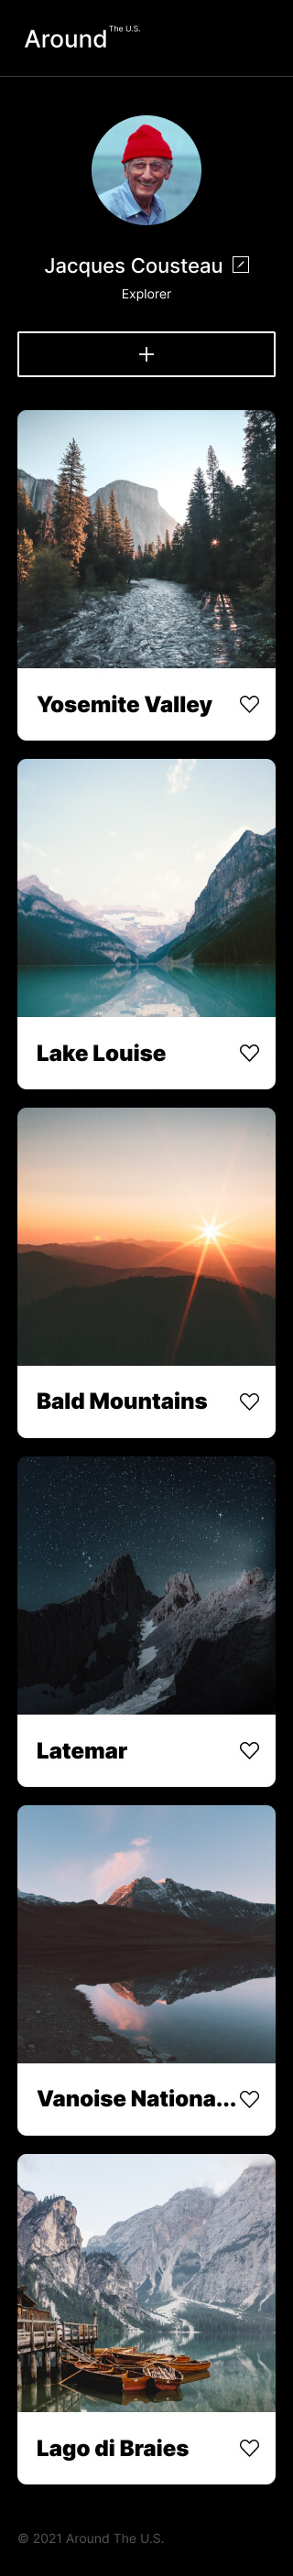 Around The U.S.
Jacques Cousteau
Explorer
Yosemite Valley
Lake Louise
Bald Mountains
Latemar
Vanoise Nationa...
Lago di Braies
© 2021 Around The U.S.